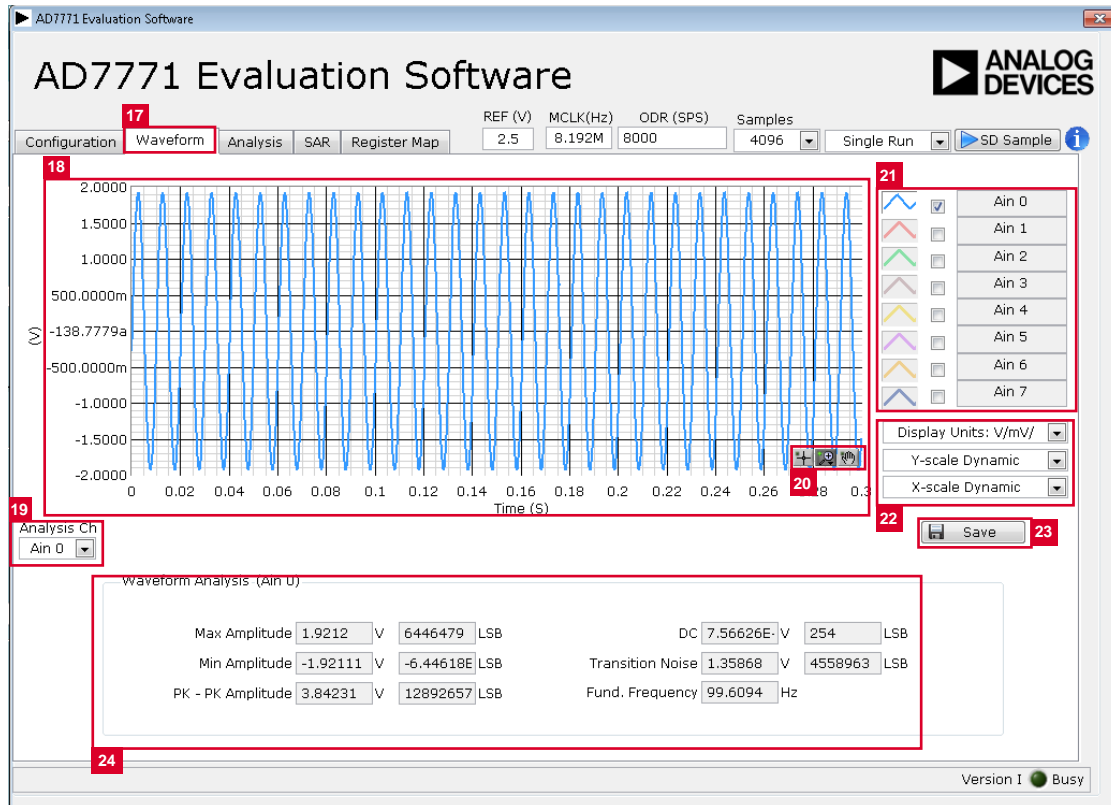 AD7771 Evaluation Software
AD7771 Evaluation Software
ANALOG
DEVICES
17
REF (V) MCLK(Hz) ODR (SPS) Samples
Configuration Waveform Analysis SAR Register Map 2.5 8.192M 8000 4096 Single Run SD Sample i
18
21
2.0000
1.5000
1.0000
500.0000m
-138.7779a
-500.0000m
-1.0000
-1.5000
-2.0000
(V)
0 0.02 0.04 0.06 0.08 0.1 0.12 0.14 0.16 0.18 0.2 0.22 0.24 0.26 0.28 0.3
Time (S)
20
Ain 0
Ain 1
Ain 2
Ain 3
Ain 4
Ain 5
Ain 6
Ain 7
Display Units: V/mV/
Y-scale Dynamic
X-scale Dynamic
22
19
Analysis Ch
Ain 0
Save 23
Waveform Analysis (Ain 0)
Max Amplitude 1.9212 V 6446479 LSB DC 7.56626E- V 254 LSB
Min Amplitude -1.92111 V -6.44618E LSB Transition Noise 1.35868 V 4558963 LSB
PK - PK Amplitude 3.84231 V 12892657 LSB Fund. Frequency 99.6094 Hz
24
Version I Busy